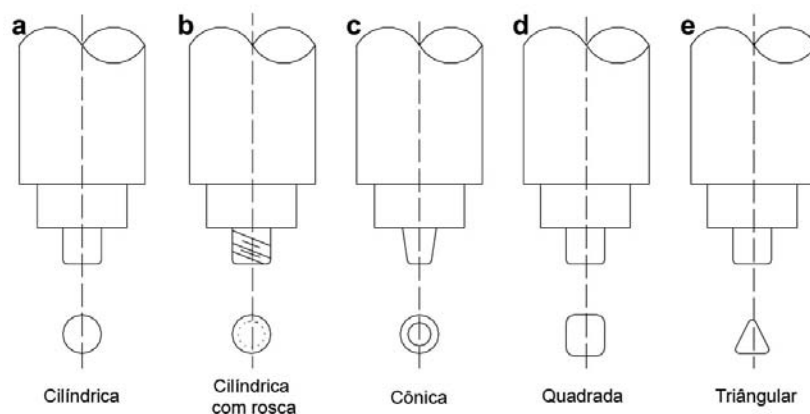 a b c d e
Cilíndrica
Cilíndrica
com rosca
Cônica
Quadrada
Triângular